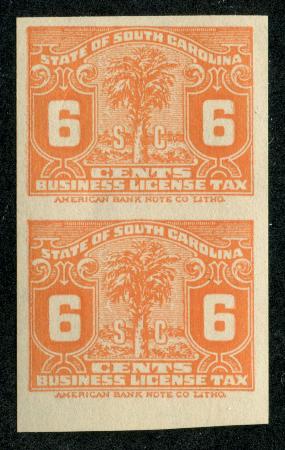 STATE OF SOUTH CAROLINA
6 S C 6
CENTS
BUSINESS LICENSE TAX
AMERICAN BANK NOTE CO LITHO.
STATE OF SOUTH CAROLINA
6 S C 6
CENTS
BUSINESS LICENSE TAX
AMERICAN BANK NOTE CO LITHO.